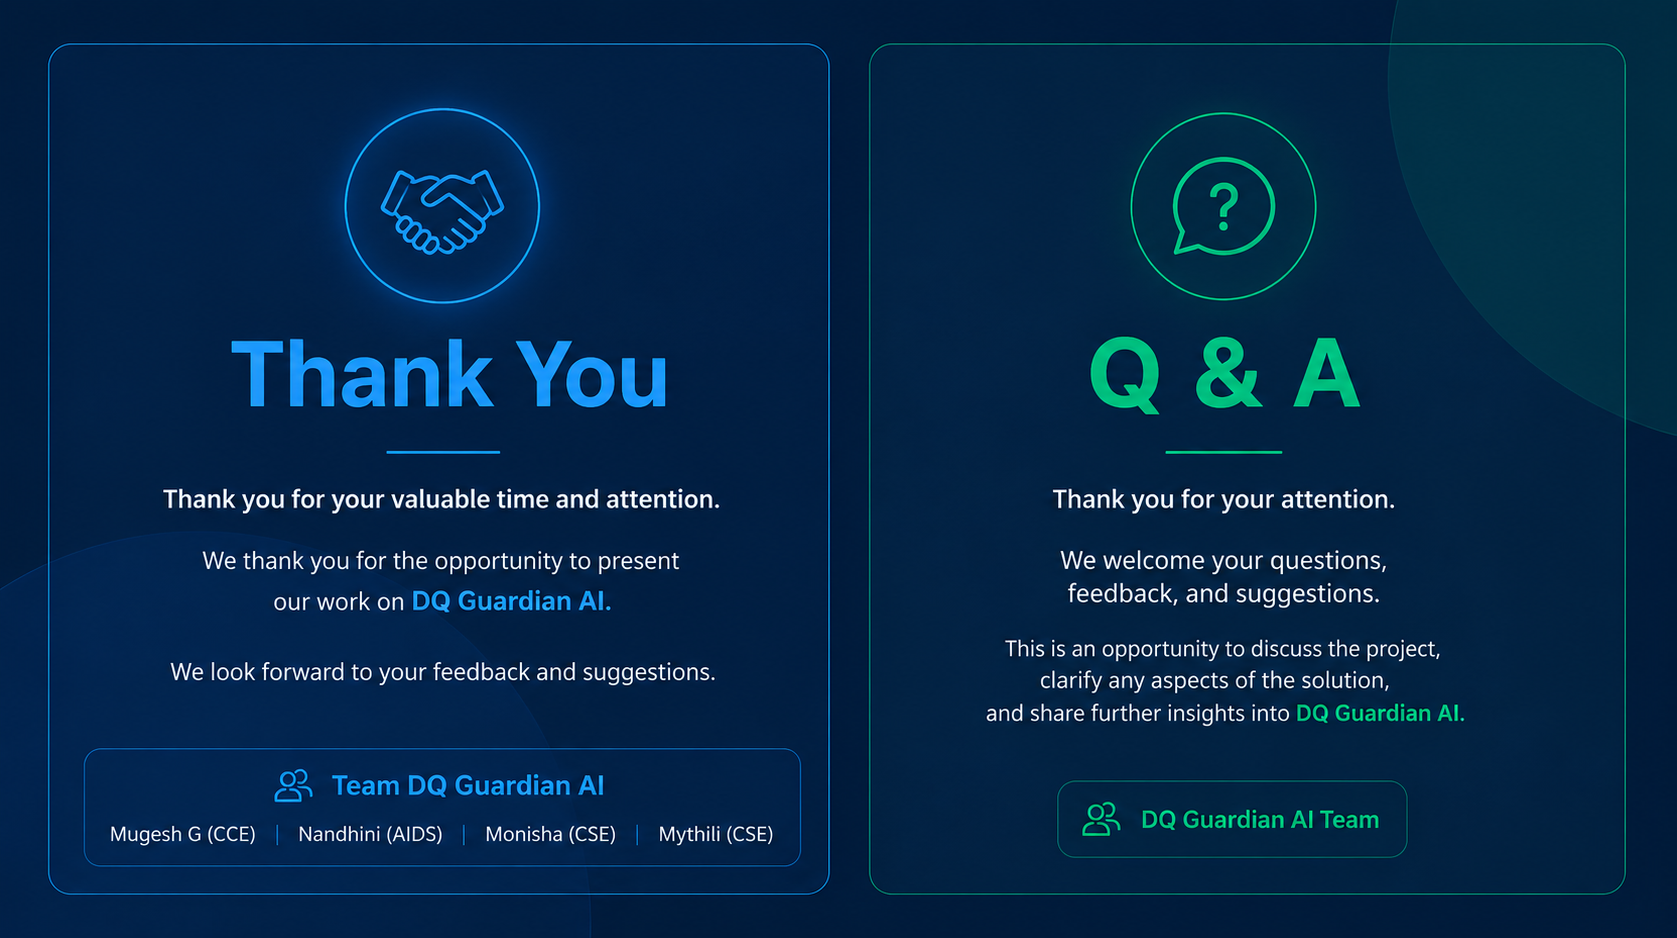 Thank You
Thank you for your valuable time and attention.
We thank you for the opportunity to present
our work on DQ Guardian AI.
We look forward to your feedback and suggestions.
Team DQ Guardian AI
Mugesh G (CCE) | Nandhini (AIDS) | Monisha (CSE) | Mythili (CSE)
?
Q & A
Thank you for your attention.
We welcome your questions,
feedback, and suggestions.
This is an opportunity to discuss the project,
clarify any aspects of the solution,
and share further insights into DQ Guardian AI.
DQ Guardian AI Team